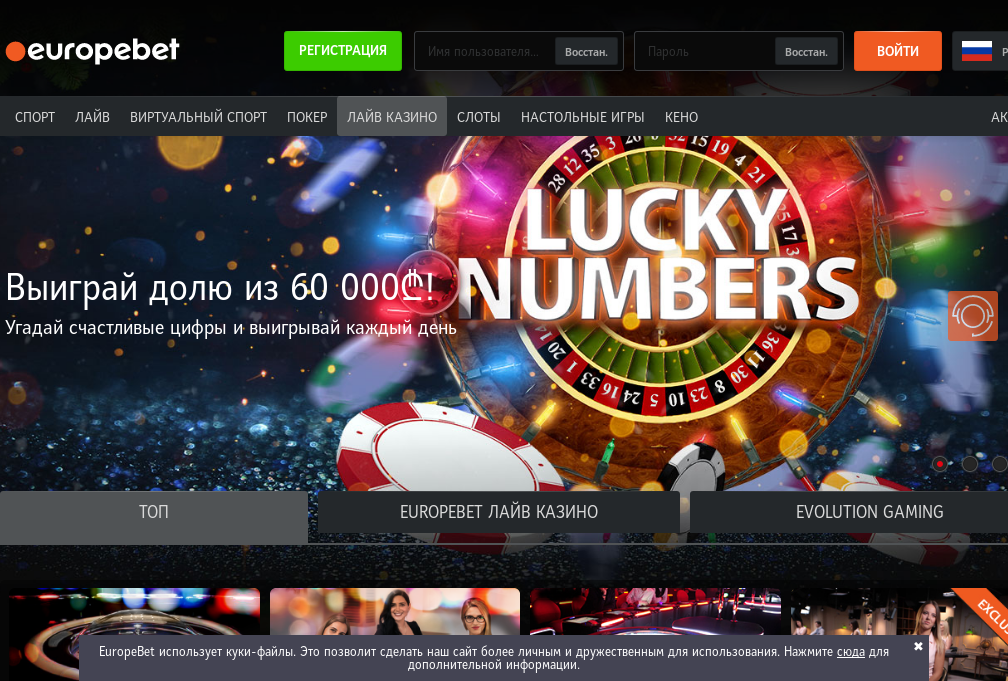 europebet
РЕГИСТРАЦИЯ
Имя пользователя...
Восстан.
Пароль
Восстан.
ВОЙТИ
СПОРТ
ЛАЙВ
ВИРТУАЛЬНЫЙ СПОРТ
ПОКЕР
ЛАЙВ КАЗИНО
СЛОТЫ
НАСТОЛЬНЫЕ ИГРЫ
КЕНО
АК
LUCKY
NUMBERS
Выиграй долю из 60 000₾!
Угадай счастливые цифры и выигрывай каждый день
ТОП
EUROPEBET ЛАЙВ КАЗИНО
EVOLUTION GAMING
EXCLU
EuropeBet использует куки-файлы. Это позволит сделать наш сайт более личным и дружественным для использования. Нажмите сюда для
дополнительной информации.